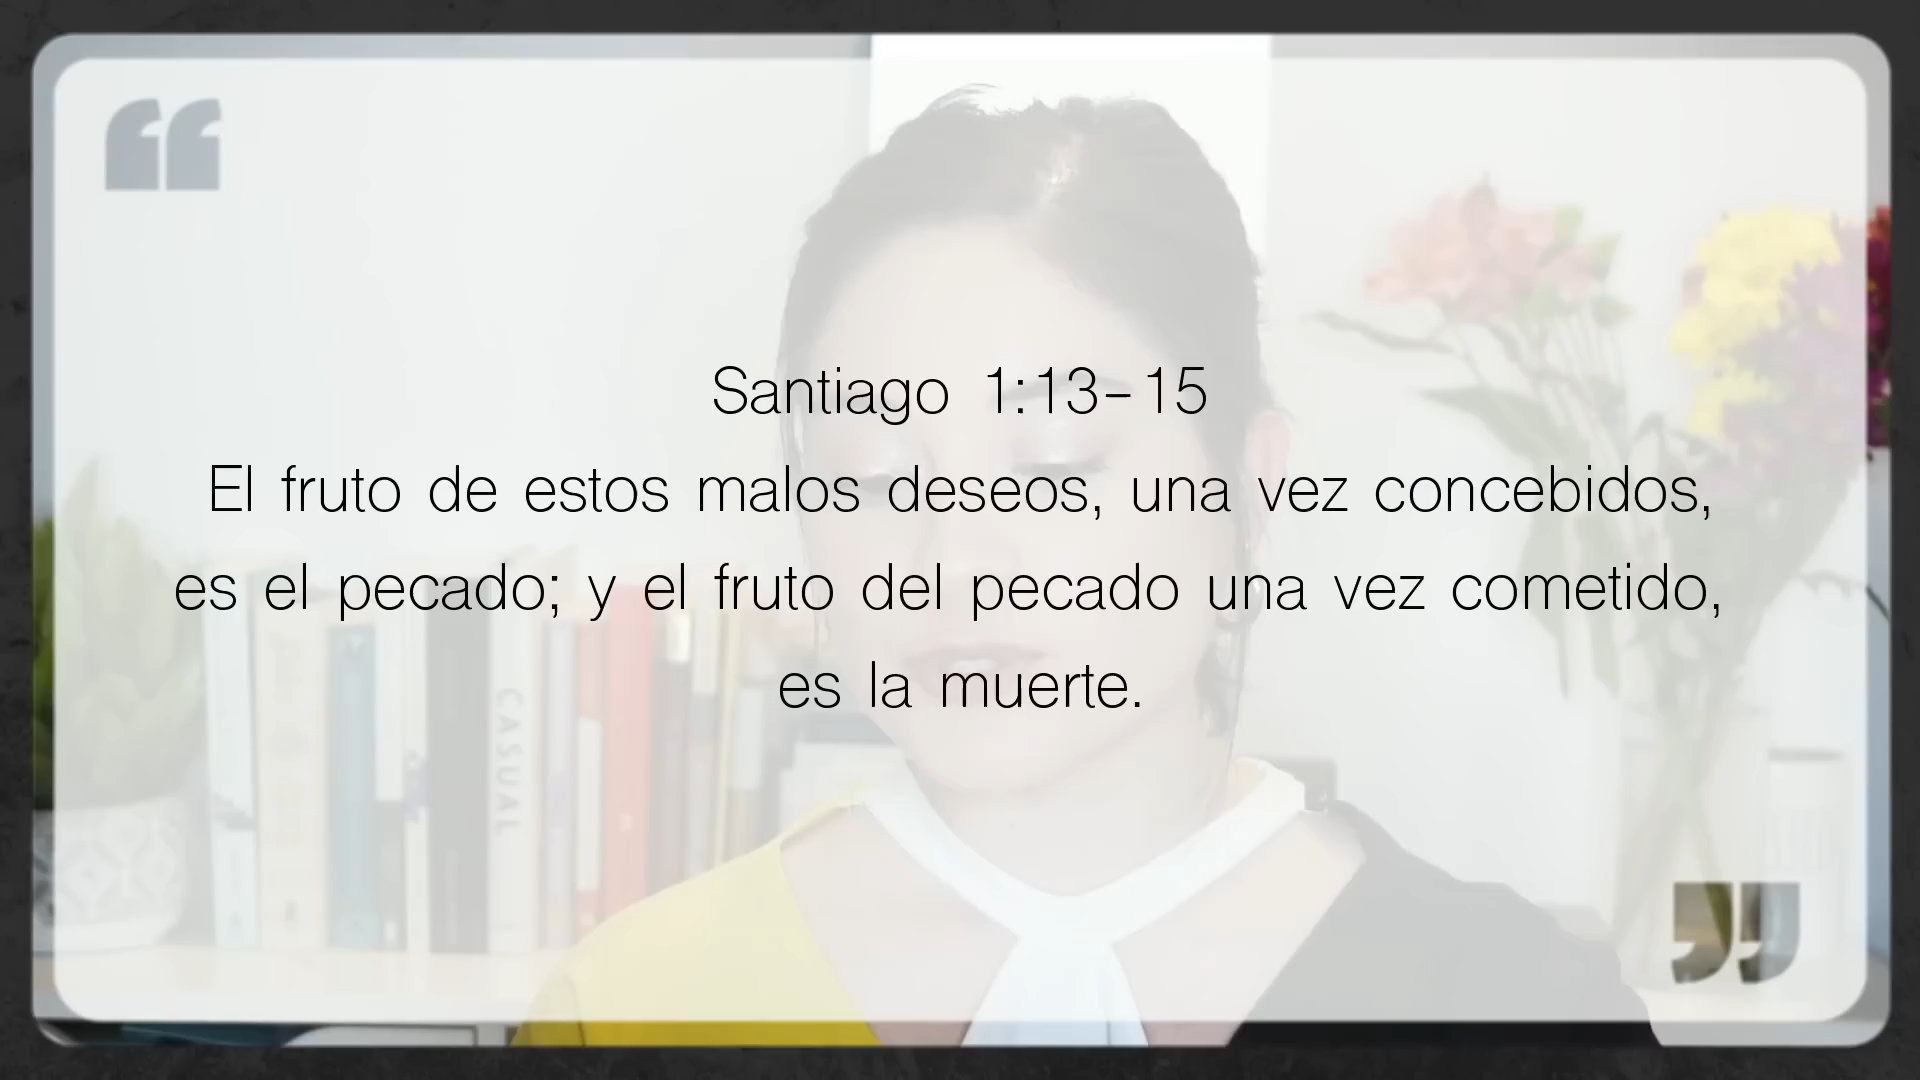 Santiago 1:13-15
El fruto de estos malos deseos, una vez concebidos,
es el pecado; y el fruto del pecado una vez cometido,
es la muerte.
CASUAL